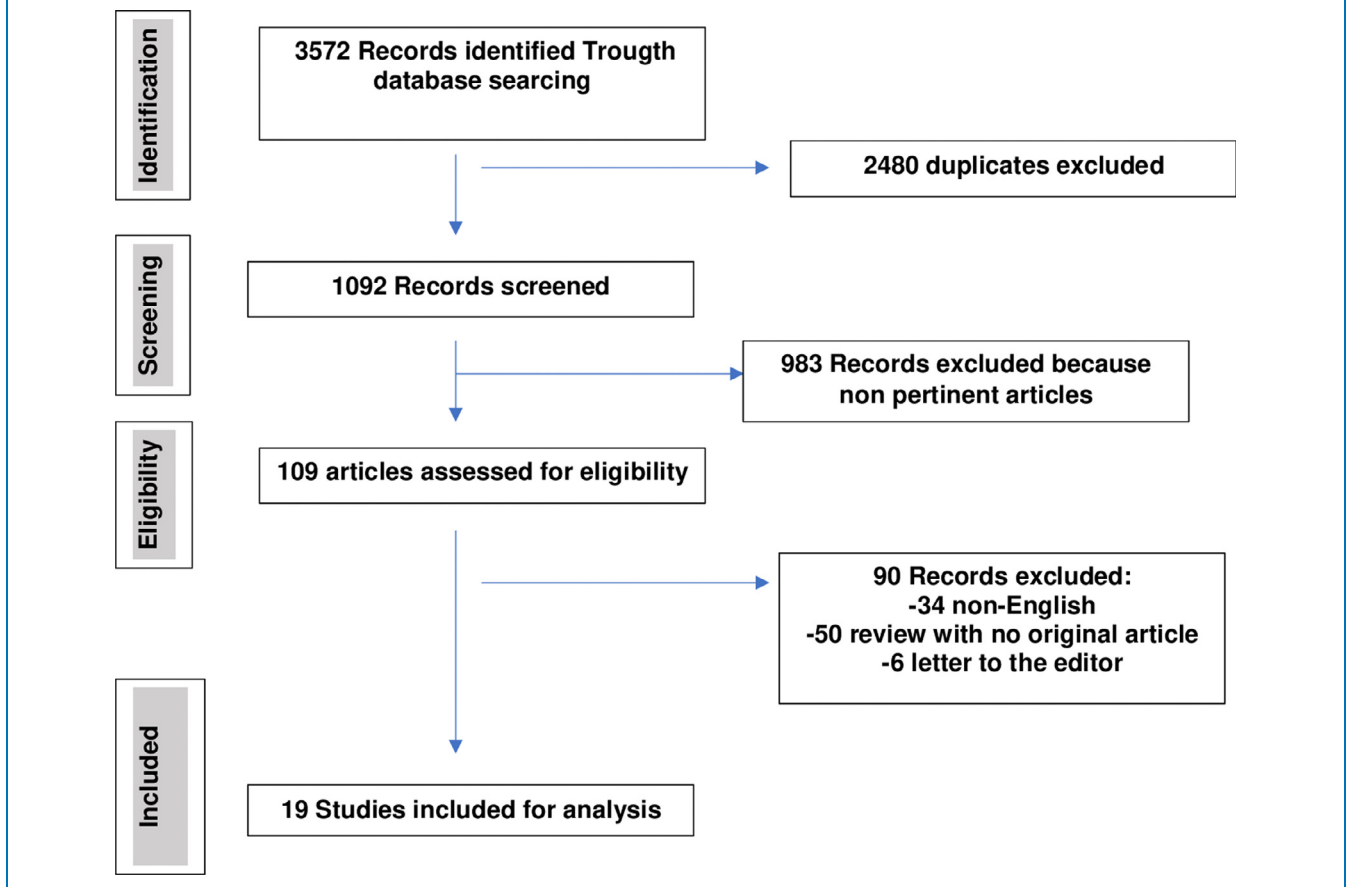 Identification
3572 Records identified Trougth
database searcing
2480 duplicates excluded
Screening
1092 Records screened
983 Records excluded because
non pertinent articles
Eligibility
109 articles assessed for eligibility
90 Records excluded:
-34 non-English
-50 review with no original article
-6 letter to the editor
Included
19 Studies included for analysis